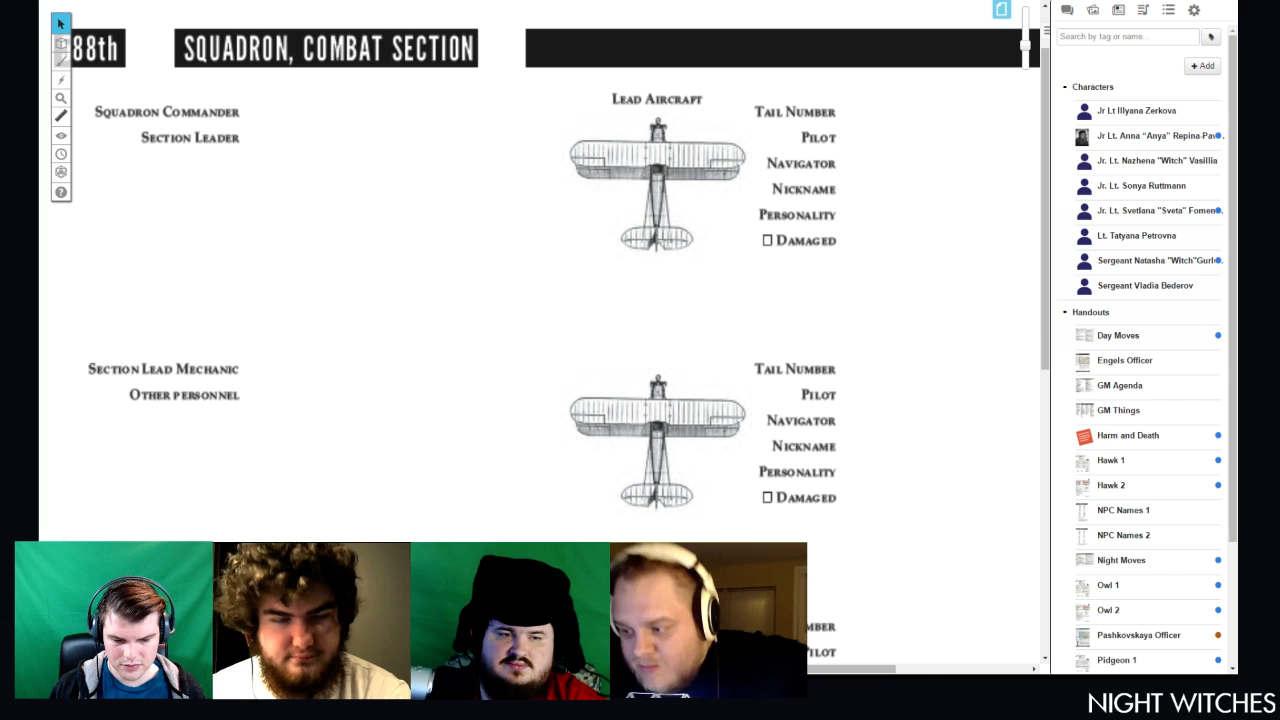 88th
SQUADRON, COMBAT SECTION
SQUADRON COMMANDER
SECTION LEADER
LEAD AIRCRAFT
TAIL NUMBER
PILOT
NAVIGATOR
NICKNAME
PERSONALITY
DAMAGED
SECTION LEAD MECHANIC
OTHER PERSONNEL
TAIL NUMBER
PILOT
NAVIGATOR
NICKNAME
PERSONALITY
DAMAGED
MBER
PILOT
Search by tag or name...
+ Add
Characters
Jr Lt Illyana Zerkova
Jr Lt. Anna “Anya” Repina-Pav...
Jr. Lt. Nazhena "Witch" Vasillia
Jr. Lt. Sonya Ruttmann
Jr. Lt. Svetlana "Sveta" Fomen...
Lt. Tatyana Petrovna
Sergeant Natasha "Witch"Gurl...
Sergeant Vladia Bederov
Handouts
Day Moves
Engels Officer
GM Agenda
GM Things
Harm and Death
Hawk 1
Hawk 2
NPC Names 1
NPC Names 2
Night Moves
Owl 1
Owl 2
Pashkovskaya Officer
Pidgeon 1
NIGHT WITCHES